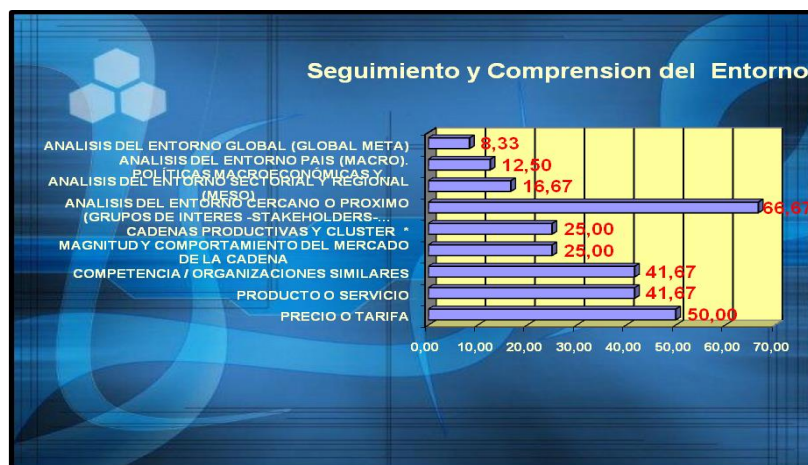 Seguimiento y Comprension del Entorno
ANALISIS DEL ENTORNO GLOBAL (GLOBAL META)
8,33
ANALISIS DEL ENTORNO PAIS (MACRO).
POLÍTICAS MACROECONÓMICAS Y
12,50
ANALISIS DEL ENTORNO SECTORIAL Y REGIONAL
(MESO)
16,67
ANALISIS DEL ENTORNO CERCANO O PROXIMO
(GRUPOS DE INTERES -STAKEHOLDERS-...
66,67
CADENAS PRODUCTIVAS Y CLUSTER *
25,00
MAGNITUD Y COMPORTAMIENTO DEL MERCADO
DE LA CADENA
25,00
COMPETENCIA / ORGANIZACIONES SIMILARES
41,67
PRODUCTO O SERVICIO
41,67
PRECIO O TARIFA
50,00
0,00 10,00 20,00 30,00 40,00 50,00 60,00 70,00